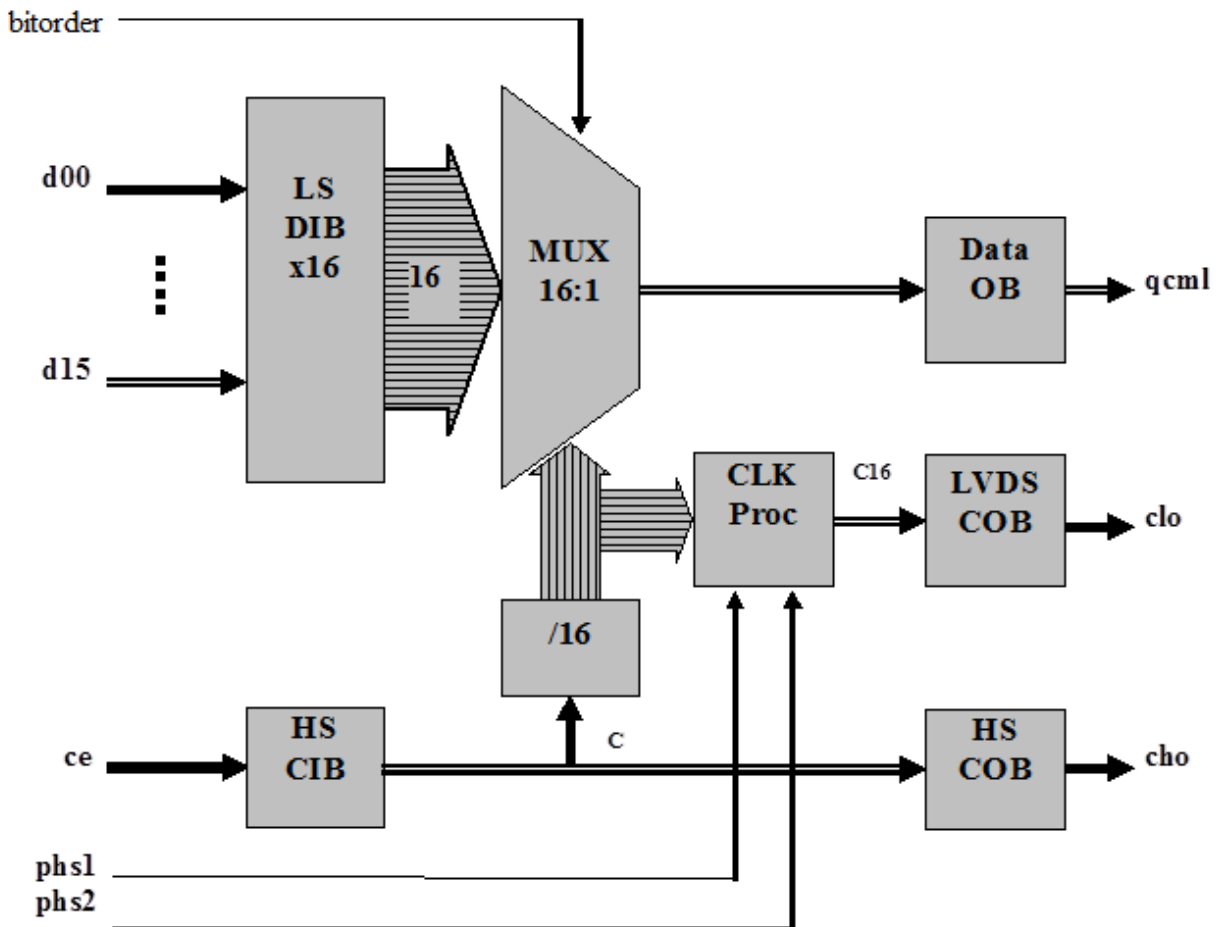 bitorder
d00
d15
LS
DIB
x16
16
MUX
16:1
Data
OB
qcml
CLK
Proc
C16
LVDS
COB
clo
/16
ce
HS
CIB
C
HS
COB
cho
phs1
phs2